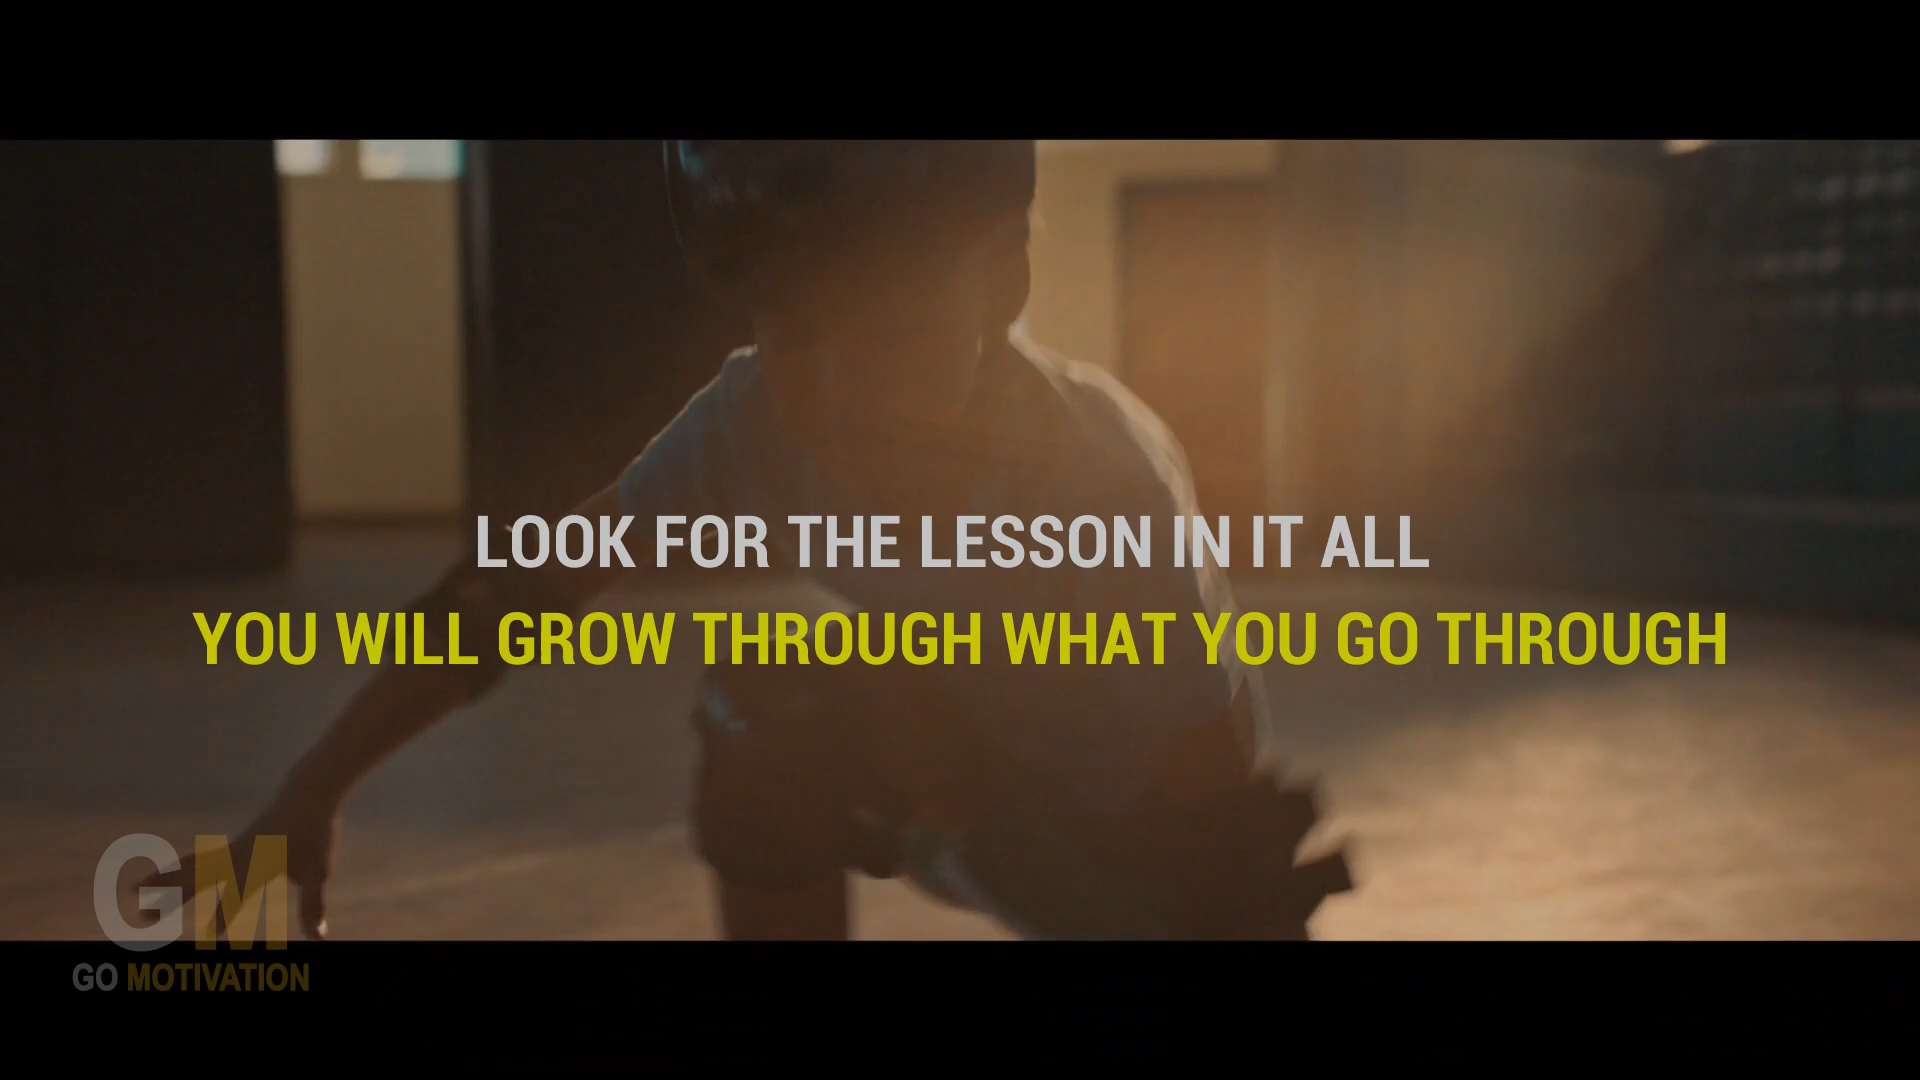 LOOK FOR THE LESSON IN IT ALL
YOU WILL GROW THROUGH WHAT YOU GO THROUGH
GM
GO MOTIVATION